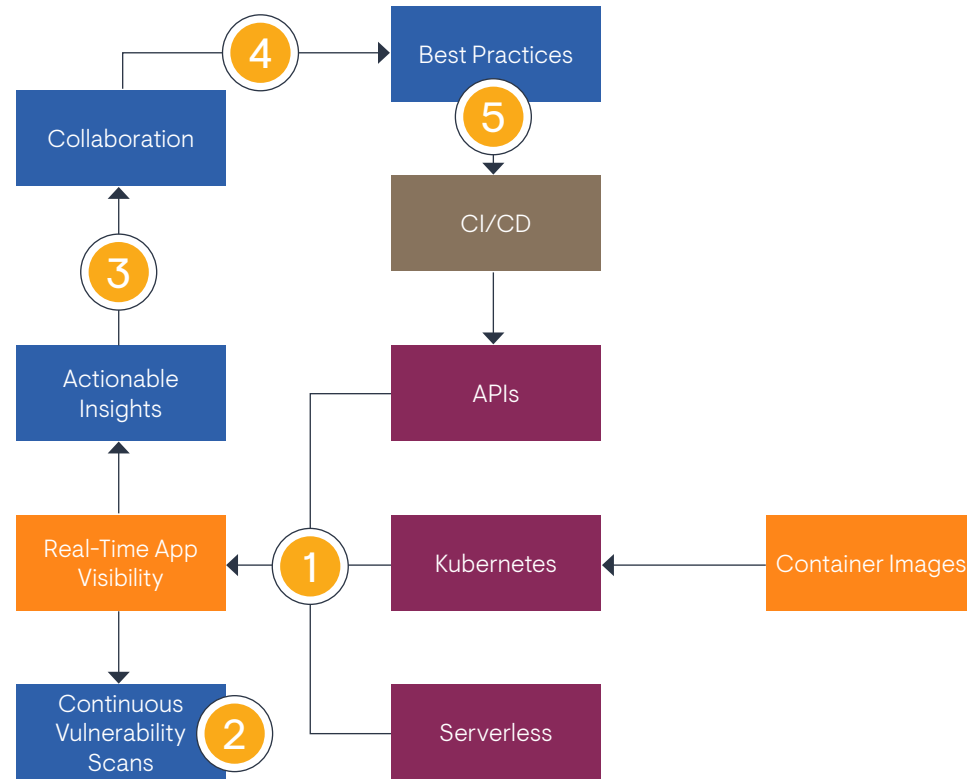 4
Best Practices
5
Collaboration
CI/CD
3
Actionable
Insights
APIs
Real-Time App
Visibility
1
Kubernetes
Container Images
Continuous
Vulnerability
Scans
2
Serverless